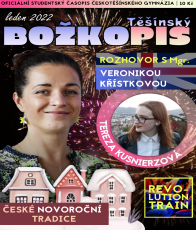 OFICIÁLNÍ STUDENTSKÝ ČASOPIS ČESKOTĚŠÍNSKÉHO GYMNÁZIA | 10 Kč
leden 2022
Těšínský
BOŽKOPIS
ROZHOVOR S Mgr.
VERONIKOU
KŘÍSTKOVOU
TEREZA KUSNIERZOVÁ
REVO
LUTION
TRAIN
ČESKÉ NOVOROČNÍ
TRADICE